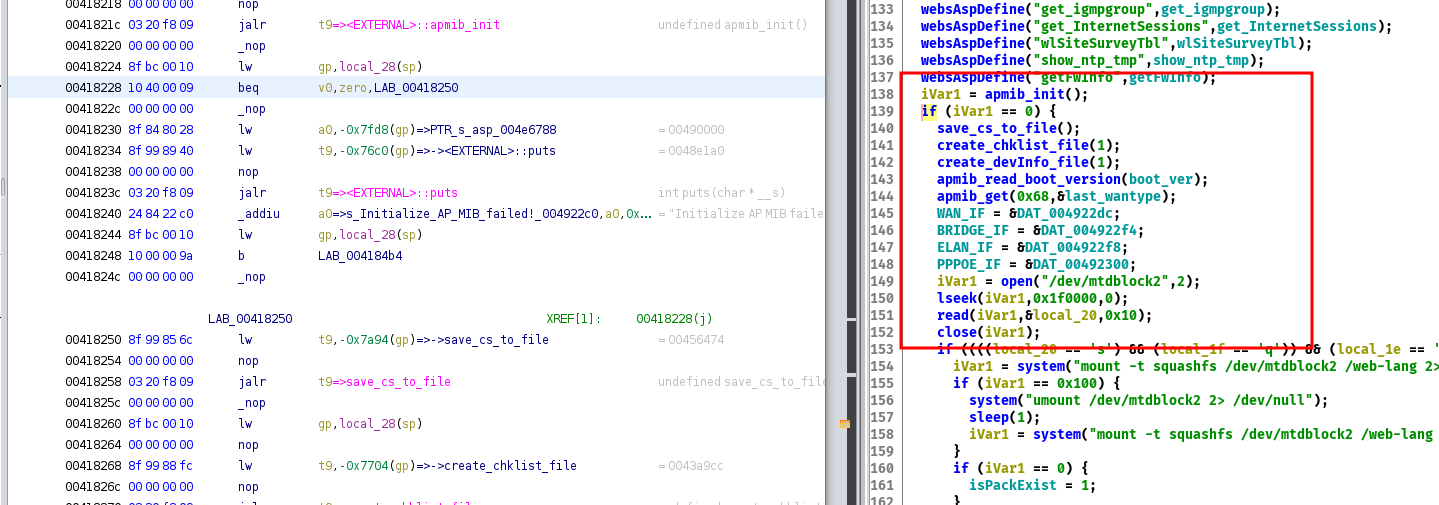 00418218 00 00 00 00 nop
0041821c 03 20 f8 09 jalr t9=><EXTERNAL>::apmib_init undefined apmib_init()
00418220 00 00 00 00 _nop
00418224 8f bc 00 10 lw gp,local_28(sp)
00418228 10 40 00 09 beq v0,zero,LAB_00418250
0041822c 00 00 00 00 _nop
00418230 8f 84 80 28 lw a0,-0x7fd8(gp)=>PTR_s_asp_004e6788 = 00490000
00418234 8f 99 89 40 lw t9,-0x76c0(gp)=>-><EXTERNAL>::puts = 0048e1a0
00418238 00 00 00 00 nop
0041823c 03 20 f8 09 jalr t9=><EXTERNAL>::puts int puts(char * __s)
00418240 24 84 22 c0 _addiu a0=>s_Initialize_AP_MIB_failed!_004922c0,a0,0x... = "Initialize AP MIB faile
00418244 8f bc 00 10 lw gp,local_28(sp)
00418248 10 00 00 9a b LAB_004184b4
0041824c 00 00 00 00 _nop
LAB_00418250 XREF[1]: 00418228(j)
00418250 8f 99 85 6c lw t9,-0x7a94(gp)=>->save_cs_to_file = 00456474
00418254 00 00 00 00 nop
00418258 03 20 f8 09 jalr t9=>save_cs_to_file undefined save_cs_to_file
0041825c 00 00 00 00 _nop
00418260 8f bc 00 10 lw gp,local_28(sp)
00418264 00 00 00 00 nop
00418268 8f 99 88 fc lw t9,-0x7704(gp)=>->create_chklist_file = 0043a9cc
0041826c 00 00 00 00 nop
133 websAspDefine("get_igmpgroup",get_igmpgroup);
134 websAspDefine("get_InternetSessions",get_InternetSessions);
135 websAspDefine("wlSiteSurveyTbl",wlSiteSurveyTbl);
136 websAspDefine("show_ntp_tmp",show_ntp_tmp);
137 websAspDefine("getFwInfo",getFwInfo);
138 iVar1 = apmib_init();
139 if (iVar1 == 0) {
140 save_cs_to_file();
141 create_chklist_file(1);
142 create_devInfo_file(1);
143 apmib_read_boot_version(boot_ver);
144 apmib_get(0x68,&last_wantype);
145 WAN_IF = &DAT_004922dc;
146 BRIDGE_IF = &DAT_004922f4;
147 ELAN_IF = &DAT_004922f8;
148 PPPOE_IF = &DAT_00492300;
149 iVar1 = open("/dev/mtdblock2",2);
150 lseek(iVar1,0x1f0000,0);
151 read(iVar1,&local_20,0x10);
152 close(iVar1);
153 if ((((local_20 == 's') && (local_1f == 'q')) && (local_1e == '
154 iVar1 = system("mount -t squashfs /dev/mtdblock2 /web-lang 2>
155 if (iVar1 == 0x100) {
156 system("umount /dev/mtdblock2 2> /dev/null");
157 sleep(1);
158 iVar1 = system("mount -t squashfs /dev/mtdblock2 /web-lang
159 }
160 if (iVar1 == 0) {
161 isPackExist = 1;
162 }